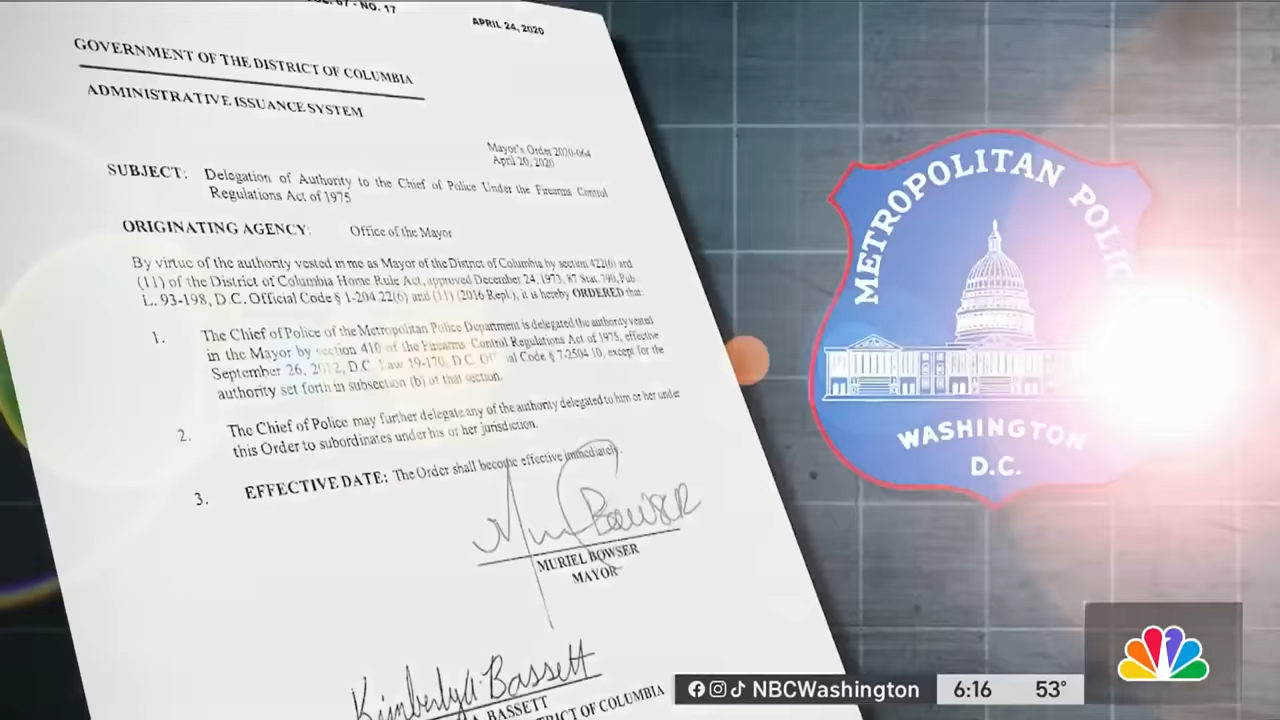 - NO. 17
APRIL 24, 2020
GOVERNMENT OF THE DISTRICT OF COLUMBIA
ADMINISTRATIVE ISSUANCE SYSTEM
Mayor's Order 2020-064
April 20, 2020
SUBJECT: Delegation of Authority to the Chief of Police Under the Firearms Control
Regulations Act of 1975
ORIGINATING AGENCY: Office of the Mayor
By virtue of the authority vested in me as Mayor of the District of Columbia by section 422(6) and
(11) of the District of Columbia Home Rule Act, approved December 24, 1973, 87 Stat. 790, Pub.
L. 93-198, D.C. Official Code § 1-204.22(6) and (11) (2016 Repl.), it is hereby ORDERED that:
1. The Chief of Police of the Metropolitan Police Department is delegated the authority vested
in the Mayor by section 410 of the Firearms Control Regulations Act of 1975, effective
September 26, 2012, D.C. Law 19-170, D.C. Official Code § 7-2504.10, except for the
authority set forth in subsection (b) of that section.
2. The Chief of Police may further delegate any of the authority delegated to him or her under
this Order to subordinates under his or her jurisdiction.
3. EFFECTIVE DATE: The Order shall become effective immediately.
Muriel Bowser
MURIEL BOWSER
MAYOR
Kimberly A. Bassett
A. BASSETT
DISTRICT OF COLUMBIA
METROPOLITAN POLIC
WASHINGTON
D.C.
NBCWashington
6:16 53°